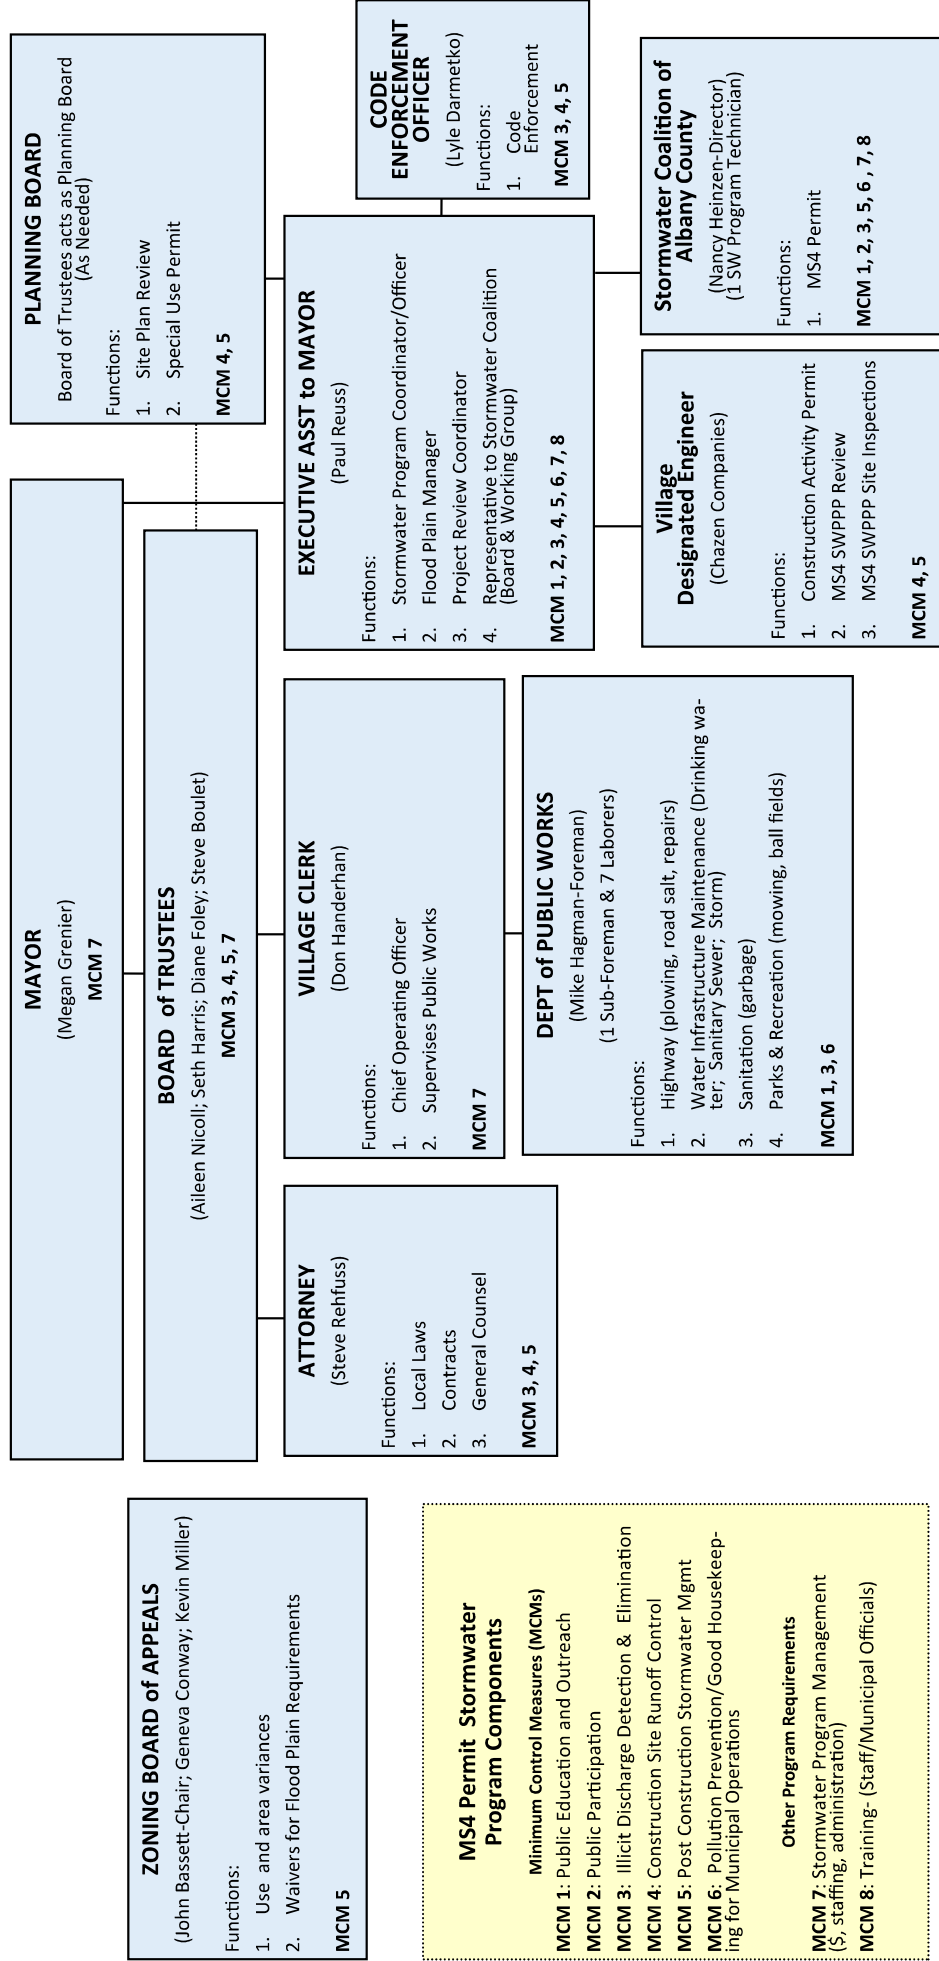 MAYOR
(Megan Grenier)
MCM 7
PLANNING BOARD
Board of Trustees acts as Planning Board
(As Needed)
Functions:
1. Site Plan Review
2. Special Use Permit
MCM 4, 5
ZONING BOARD of APPEALS
(John Bassett-Chair; Geneva Conway; Kevin Miller)
Functions:
1. Use and area variances
2. Waivers for Flood Plain Requirements
MCM 5
BOARD of TRUSTEES
(Aileen Nicoll; Seth Harris; Diane Foley; Steve Boulet)
MCM 3, 4, 5, 7
ATTORNEY
(Steve Rehfuss)
Functions:
1. Local Laws
2. Contracts
3. General Counsel
MCM 3, 4, 5
VILLAGE CLERK
(Don Handerhan)
Functions:
1. Chief Operating Officer
2. Supervises Public Works
MCM 7
EXECUTIVE ASST to MAYOR
(Paul Reuss)
Functions:
1. Stormwater Program Coordinator/Officer
2. Flood Plain Manager
3. Project Review Coordinator
4. Representative to Stormwater Coalition
(Board & Working Group)
MCM 1, 2, 3, 4, 5, 6, 7, 8
CODE
ENFORCEMENT
OFFICER
(Lyle Darmetko)
Functions:
1. Code
Enforcement
MCM 3, 4, 5
DEPT of PUBLIC WORKS
(Mike Hagman-Foreman)
(1 Sub-Foreman & 7 Laborers)
Functions:
1. Highway (plowing, road salt, repairs)
2. Water Infrastructure Maintenance (Drinking wa-
ter; Sanitary Sewer; Storm)
3. Sanitation (garbage)
4. Parks & Recreation (mowing, ball fields)
MCM 1, 3, 6
Village
Designated Engineer
(Chazen Companies)
Functions:
1. Construction Activity Permit
2. MS4 SWPPP Review
3. MS4 SWPPP Site Inspections
MCM 4, 5
Stormwater Coalition of
Albany County
(Nancy Heinzen-Director)
(1 SW Program Technician)
Functions:
1. MS4 Permit
MCM 1, 2, 3, 5, 6 , 7, 8
MS4 Permit Stormwater
Program Components
Minimum Control Measures (MCMs)
MCM 1: Public Education and Outreach
MCM 2: Public Participation
MCM 3: Illicit Discharge Detection & Elimination
MCM 4: Construction Site Runoff Control
MCM 5: Post Construction Stormwater Mgmt
MCM 6: Pollution Prevention/Good Housekeep-
ing for Municipal Operations
Other Program Requirements
MCM 7: Stormwater Program Management
($, staffing, administration)
MCM 8: Training- (Staff/Municipal Officials)